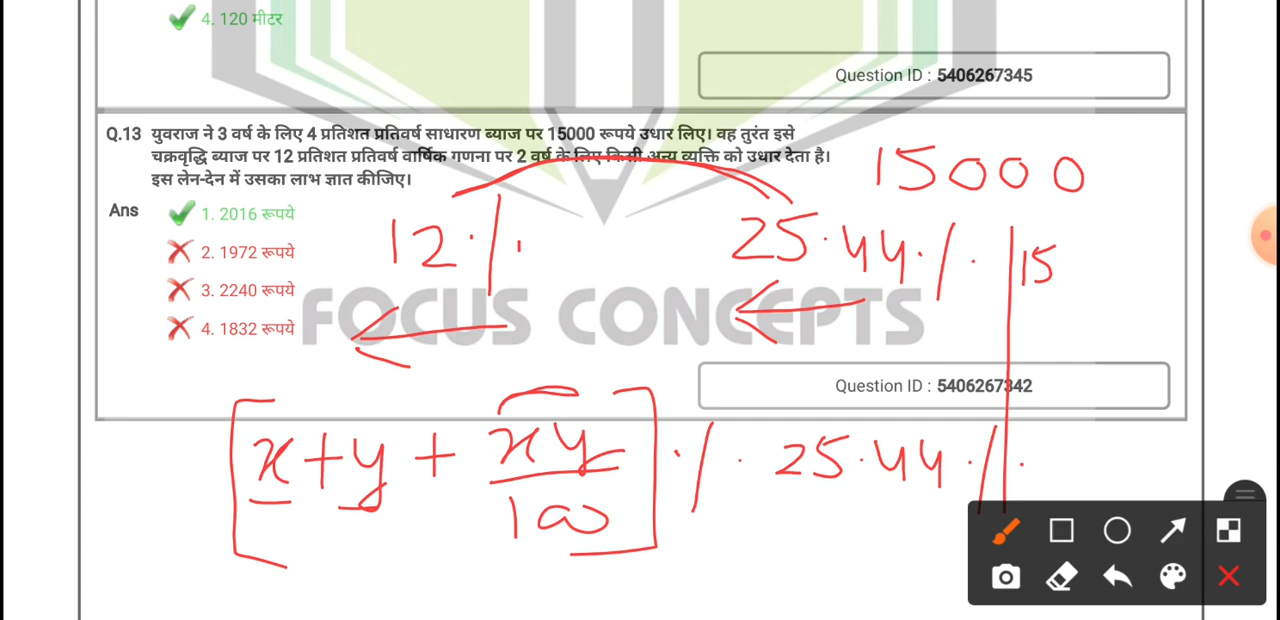 4. 120 मीटर
Question ID : 5406267345
Q.13 युवराज ने 3 वर्ष के लिए 4 प्रतिशत प्रतिवर्ष साधारण ब्याज पर 15000 रूपये उधार लिए। वह तुरंत इसे
चक्रवृद्धि ब्याज पर 12 प्रतिशत प्रतिवर्ष वार्षिक गणना पर 2 वर्ष के लिए किसी अन्य व्यक्ति को उधार देता है।
इस लेन-देन में उसका लाभ ज्ञात कीजिए।
15000
Ans
1. 2016 रूपये
2. 1972 रूपये
3. 2240 रूपये
4. 1832 रूपये
12%
25.44%
15
FOCUS CONCEPTS
Question ID : 5406267342
[x+y+xy/100]% 25.44%